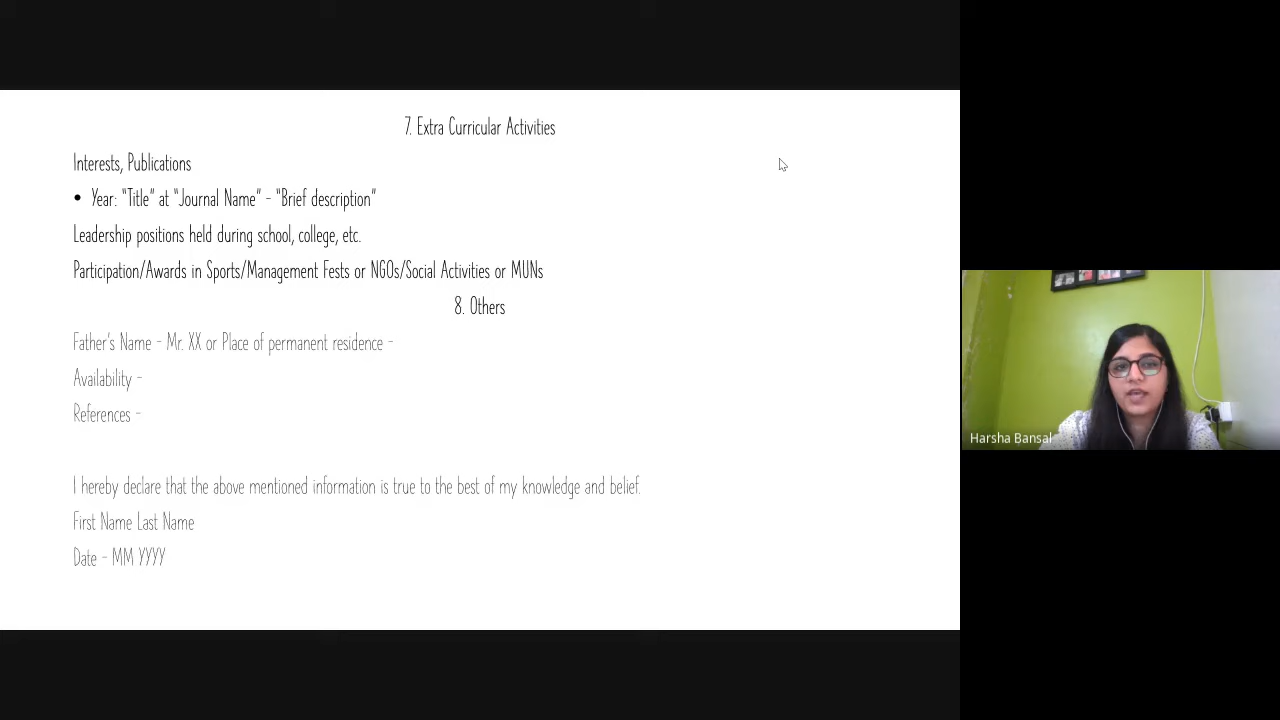 7. Extra Curricular Activities
Interests, Publications
• Year: "Title" at "Journal Name" - "Brief description"
Leadership positions held during school, college, etc.
Participation/Awards in Sports/Management Fests or NGOs/Social Activities or MUNs
8. Others
Father's Name - Mr. XX or Place of permanent residence -
Availability -
References -
I hereby declare that the above mentioned information is true to the best of my knowledge and belief.
First Name Last Name
Date - MM YYYY
Harsha Bansal